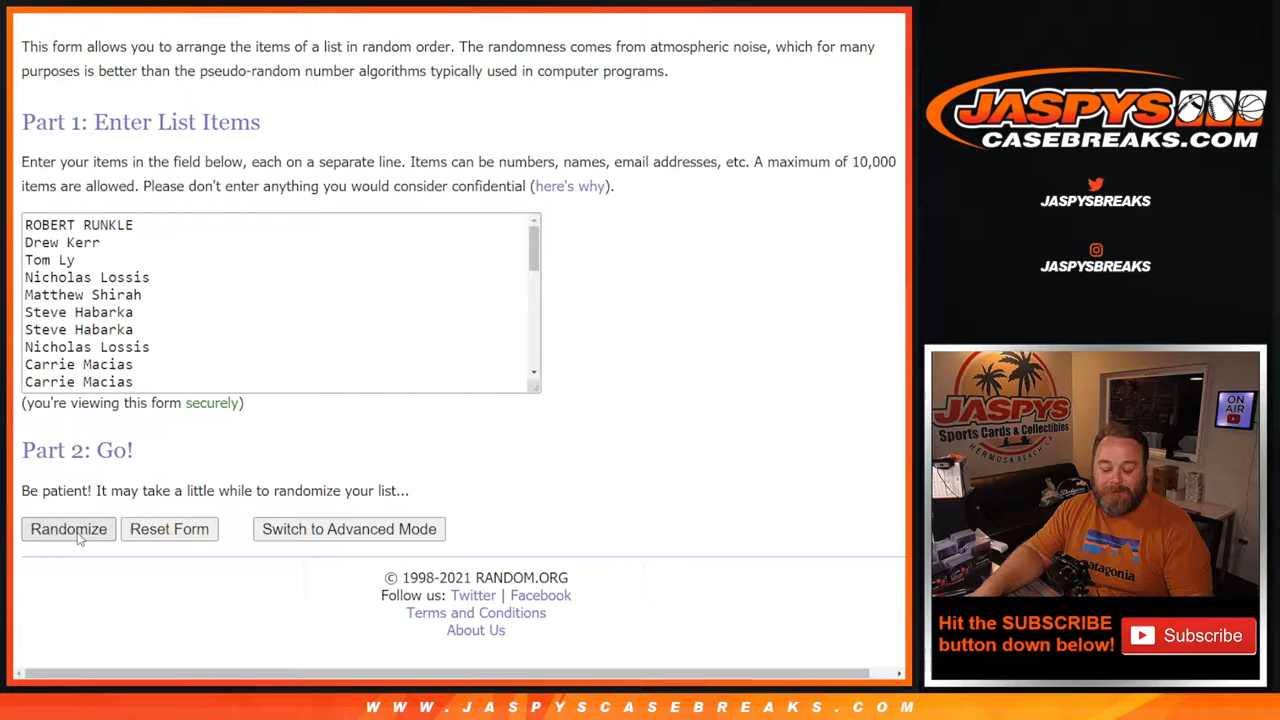 This form allows you to arrange the items of a list in random order. The randomness comes from atmospheric noise, which for many
purposes is better than the pseudo-random number algorithms typically used in computer programs.
Part 1: Enter List Items
Enter your items in the field below, each on a separate line. Items can be numbers, names, email addresses, etc. A maximum of 10,000
items are allowed. Please don't enter anything you would consider confidential (here's why).
ROBERT RUNKLE
Drew Kerr
Tom Ly
Nicholas Lossis
Matthew Shirah
Steve Habarka
Steve Habarka
Nicholas Lossis
Carrie Macias
Carrie Macias
(you're viewing this form securely)
Part 2: Go!
Be patient! It may take a little while to randomize your list...
Randomize
Reset Form
Switch to Advanced Mode
© 1998-2021 RANDOM.ORG
Follow us: Twitter | Facebook
Terms and Conditions
About Us
JASPYS
CASEBREAKS.COM
JASPYSBREAKS
JASPYSBREAKS
JASPYS
Sports Cards & Collectibles
HERMOSA BEACH CA
ON
AIR
Dodgers
patagonia
Hit the SUBSCRIBE
button down below!
Subscribe
WWW.JASPYSCASEBREAKS.COM